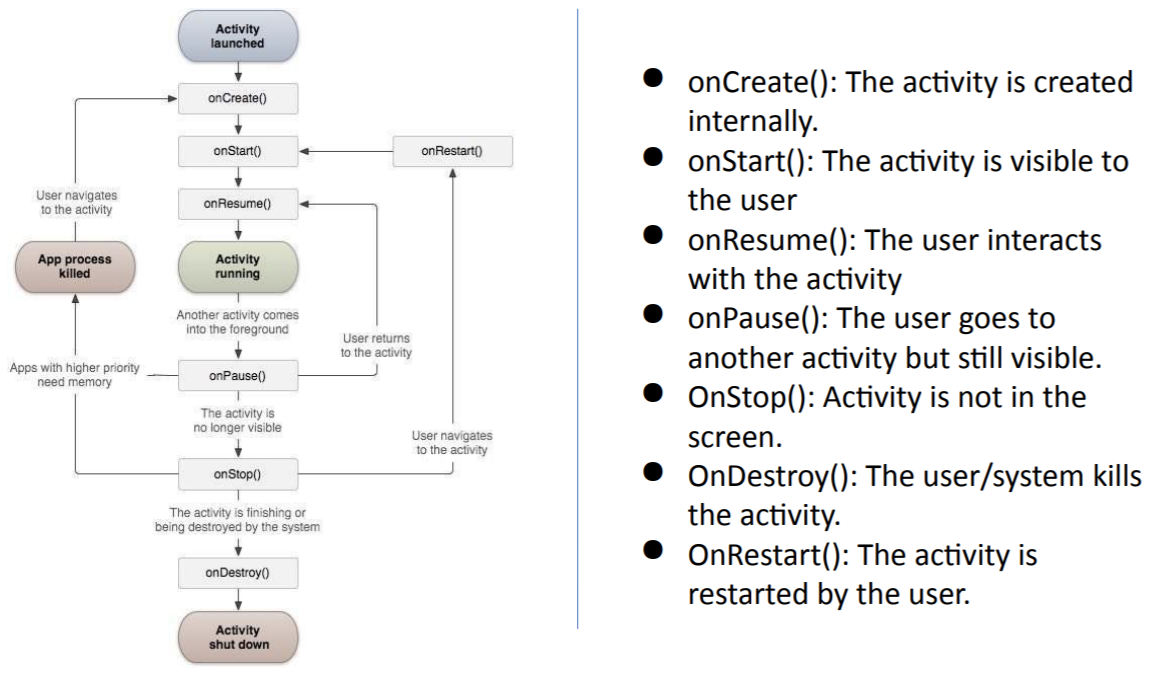 Activity
launched
onCreate()
onStart()
onRestart()
User navigates
to the activity
onResume()
App process
killed
Activity
running
Another activity comes
into the foreground
User returns
to the activity
Apps with higher priority
need memory
onPause()
The activity is
no longer visible
User navigates
to the activity
onStop()
The activity is finishing or
being destroyed by the system
onDestroy()
Activity
shut down
● onCreate(): The activity is created
internally.
● onStart(): The activity is visible to
the user
● onResume(): The user interacts
with the activity
● onPause(): The user goes to
another activity but still visible.
● OnStop(): Activity is not in the
screen.
● OnDestroy(): The user/system kills
the activity.
● OnRestart(): The activity is
restarted by the user.